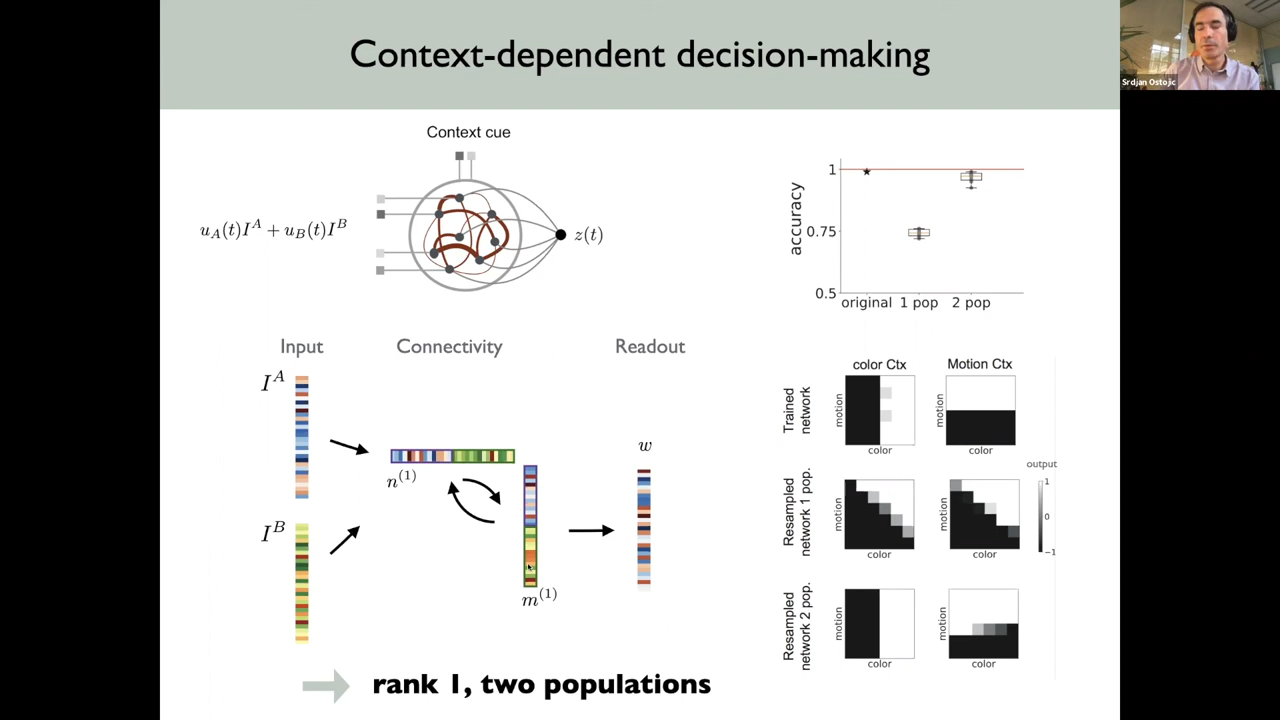 Context-dependent decision-making
Srdjan Ostojic
Context cue
u_A(t)I^A + u_B(t)I^B
z(t)
accuracy
1
0.75
0.5
original 1 pop 2 pop
Input
Connectivity
Readout
I^A
I^B
n^(1)
m^(1)
w
color Ctx
Motion Ctx
Trained
network
motion
color
motion
color
output
1
0
−1
Resampled
network 1 pop.
motion
color
motion
color
Resampled
network 2 pop.
motion
color
motion
color
rank 1, two populations